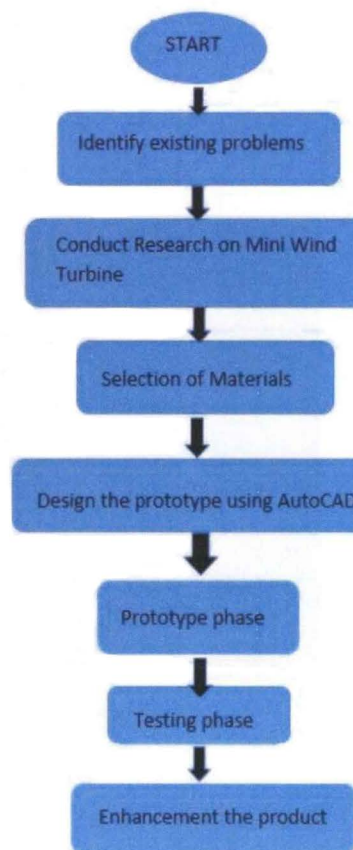 START
Identify existing problems
Conduct Research on Mini Wind
Turbine
Selection of Materials
Design the prototype using AutoCAD
Prototype phase
Testing phase
Enhancement the product